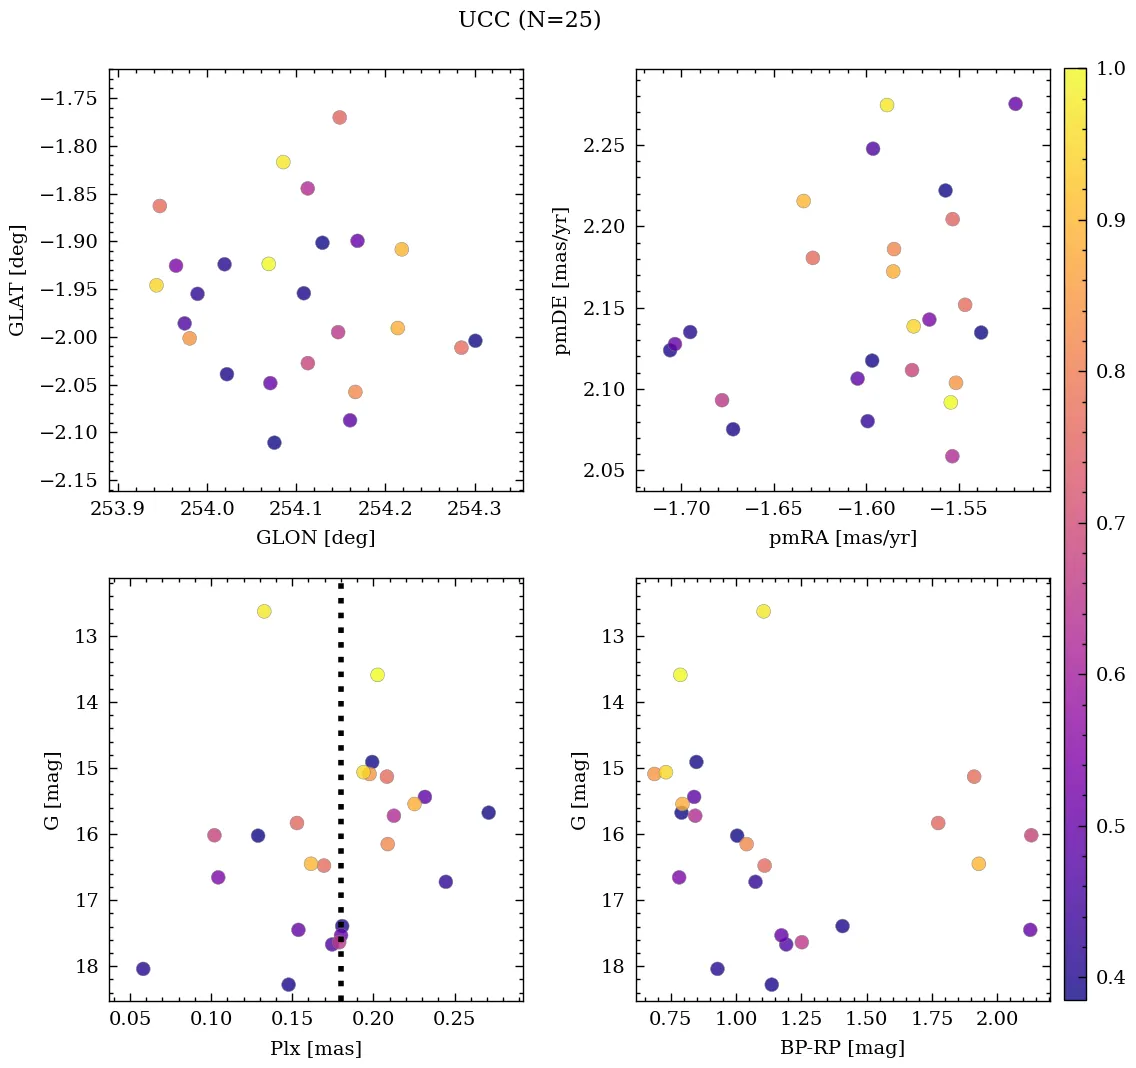 UCC (N=25)
−1.75
−1.80
−1.85
−1.90
−1.95
−2.00
−2.05
−2.10
−2.15
GLAT [deg]
253.9 254.0 254.1 254.2 254.3
GLON [deg]
2.25
2.20
2.15
2.10
2.05
pmDE [mas/yr]
−1.70 −1.65 −1.60 −1.55
pmRA [mas/yr]
13
14
15
16
17
18
G [mag]
0.05 0.10 0.15 0.20 0.25
Plx [mas]
13
14
15
16
17
18
G [mag]
0.75 1.00 1.25 1.50 1.75 2.00
BP-RP [mag]
1.0
0.9
0.8
0.7
0.6
0.5
0.4